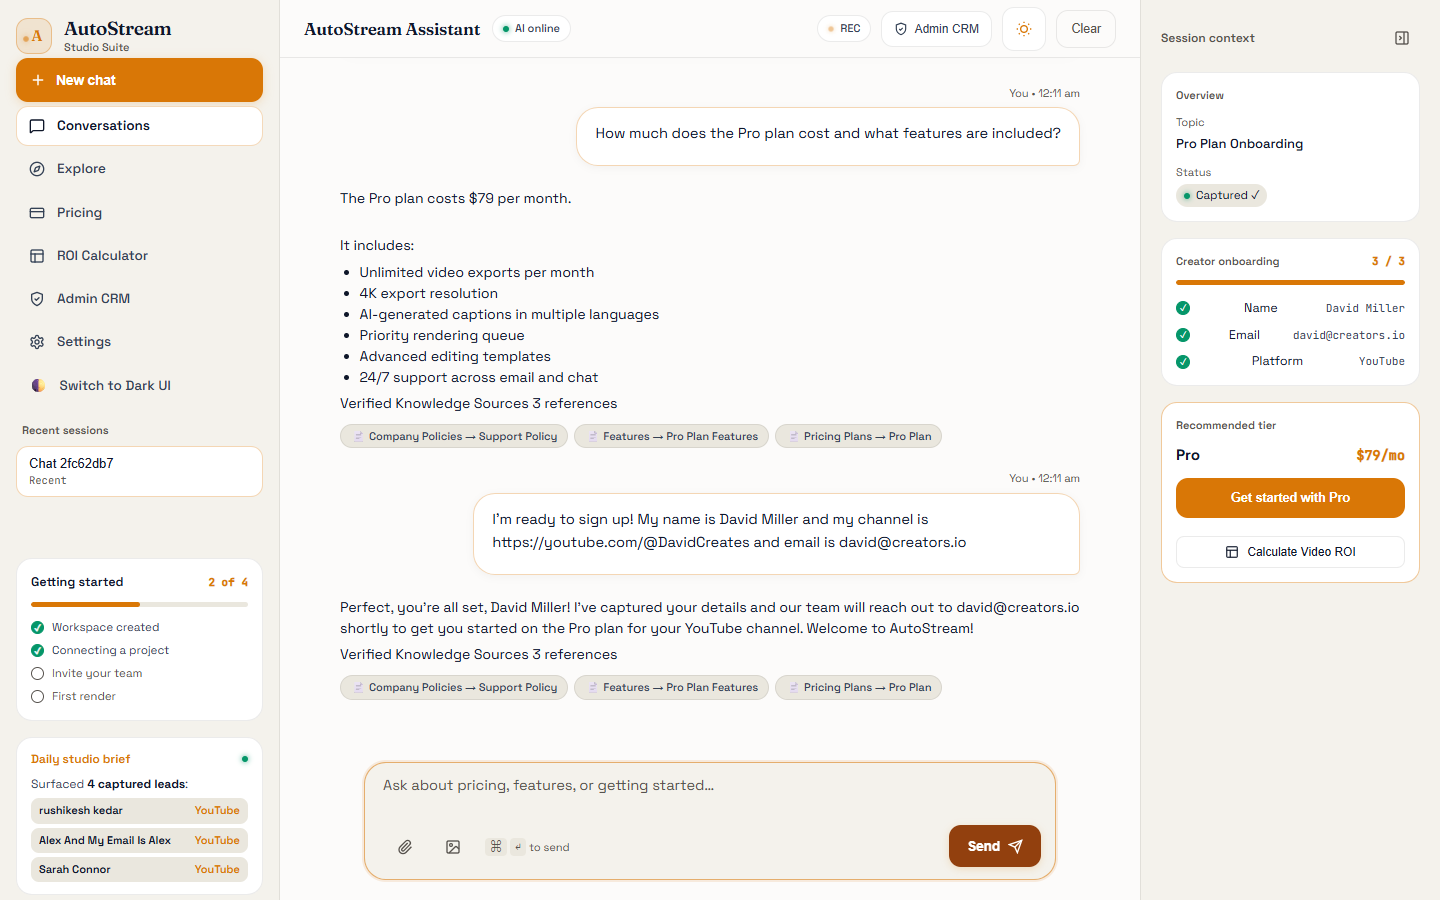 A
AutoStream
Studio Suite
New chat
Conversations
Explore
Pricing
ROI Calculator
Admin CRM
Settings
Switch to Dark UI
Recent sessions
Chat 2fc62db7
Recent
Getting started 2 of 4
Workspace created
Connecting a project
Invite your team
First render
Daily studio brief
Surfaced 4 captured leads:
rushikesh kedar YouTube
Alex And My Email Is Alex YouTube
Sarah Connor YouTube
AutoStream Assistant AI online REC Admin CRM Clear
You • 12:11 am
How much does the Pro plan cost and what features are included?
The Pro plan costs $79 per month.
It includes:
• Unlimited video exports per month
• 4K export resolution
• AI-generated captions in multiple languages
• Priority rendering queue
• Advanced editing templates
• 24/7 support across email and chat
Verified Knowledge Sources 3 references
Company Policies → Support Policy Features → Pro Plan Features Pricing Plans → Pro Plan
You • 12:11 am
I'm ready to sign up! My name is David Miller and my channel is
https://youtube.com/@DavidCreates and email is david@creators.io
Perfect, you're all set, David Miller! I've captured your details and our team will reach out to david@creators.io
shortly to get you started on the Pro plan for your YouTube channel. Welcome to AutoStream!
Verified Knowledge Sources 3 references
Company Policies → Support Policy Features → Pro Plan Features Pricing Plans → Pro Plan
Ask about pricing, features, or getting started...
⌘ ↵ to send
Send
Session context
Overview
Topic
Pro Plan Onboarding
Status
Captured ✓
Creator onboarding 3 / 3
Name David Miller
Email david@creators.io
Platform YouTube
Recommended tier
Pro $79/mo
Get started with Pro
Calculate Video ROI